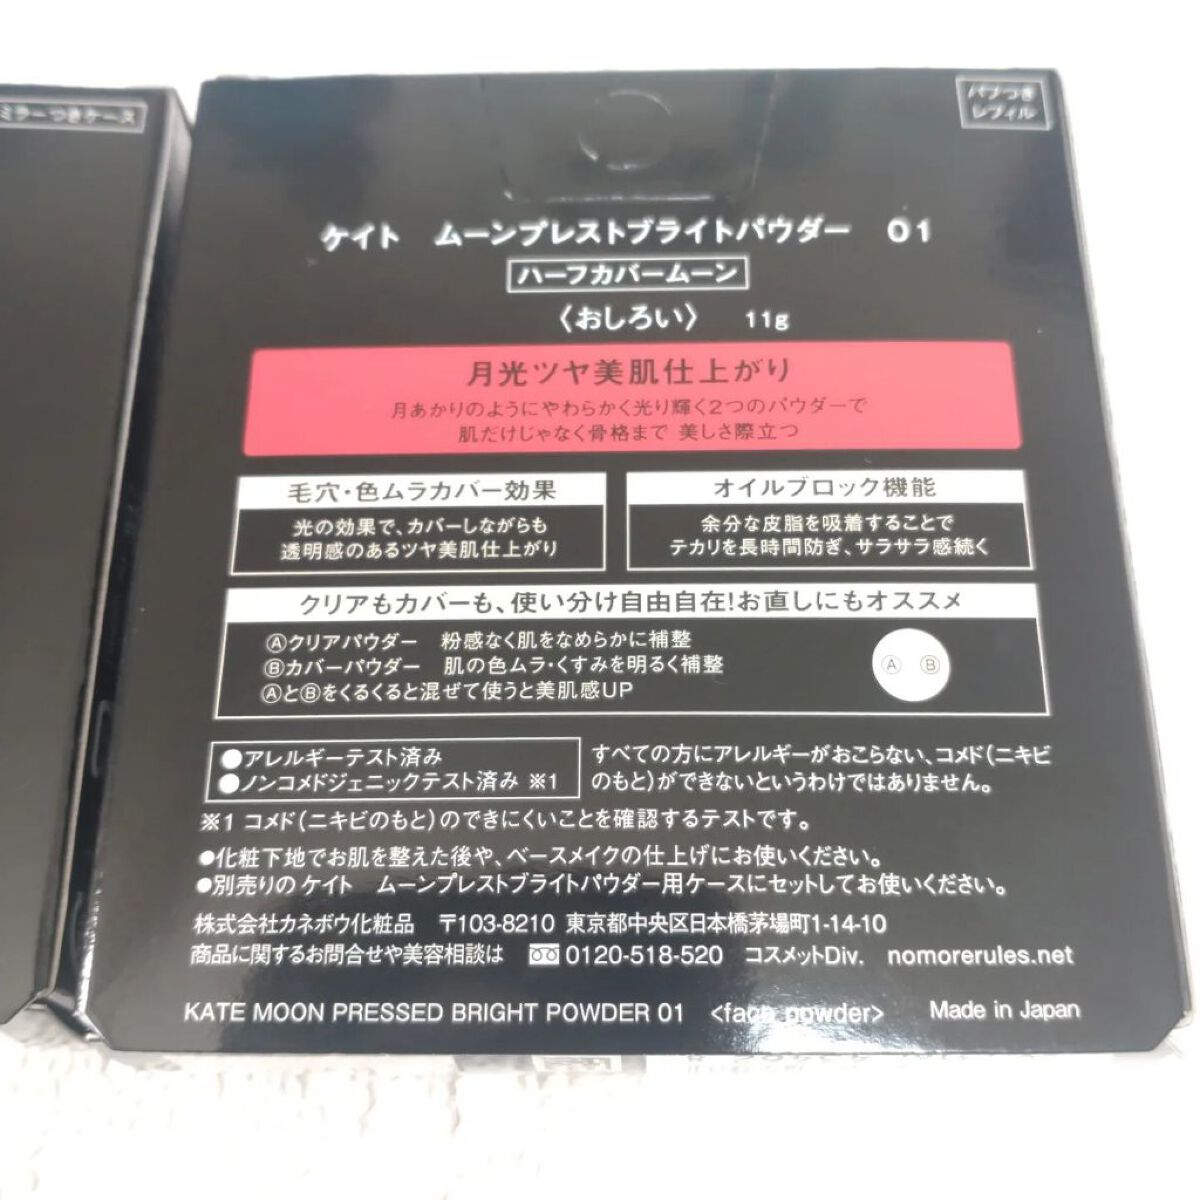 ミラーつきケース
パフつき
レフィル
ケイト ムーンプレストブライトパウダー 01
ハーフカバームーン
〈おしろい〉 11g
月光ツヤ美肌仕上がり
月あかりのようにやわらかく光り輝く2つのパウダーで
肌だけじゃなく骨格まで 美しさ際立つ
毛穴・色ムラカバー効果
光の効果で、カバーしながらも
透明感のあるツヤ美肌仕上がり
オイルブロック機能
余分な皮脂を吸着することで
テカリを長時間防ぎ、サラサラ感続く
クリアもカバーも、使い分け自由自在!お直しにもオススメ
Ⓐクリアパウダー 粉感なく肌をなめらかに補整
Ⓑカバーパウダー 肌の色ムラ・くすみを明るく補整
ⒶとⒷをくるくると混ぜて使うと美肌感UP
Ⓐ Ⓑ
●アレルギーテスト済み
●ノンコメドジェニックテスト済み ※1
すべての方にアレルギーがおこらない、コメド(ニキビ
のもと)ができないというわけではありません。
※1 コメド(ニキビのもと)のできにくいことを確認するテストです。
●化粧下地でお肌を整えた後や、ベースメイクの仕上げにお使いください。
●別売りのケイト ムーンプレストブライトパウダー用ケースにセットしてお使いください。
株式会社カネボウ化粧品 〒103-8210 東京都中央区日本橋茅場町1-14-10
商品に関するお問合せや美容相談は 0120-518-520 コスメットDiv. nomorerules.net
KATE MOON PRESSED BRIGHT POWDER 01 <face powder> Made in Japan